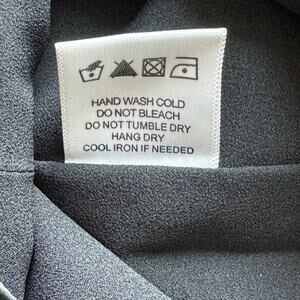 HAND WASH COLD
DO NOT BLEACH
DO NOT TUMBLE DRY
HANG DRY
COOL IRON IF NEEDED